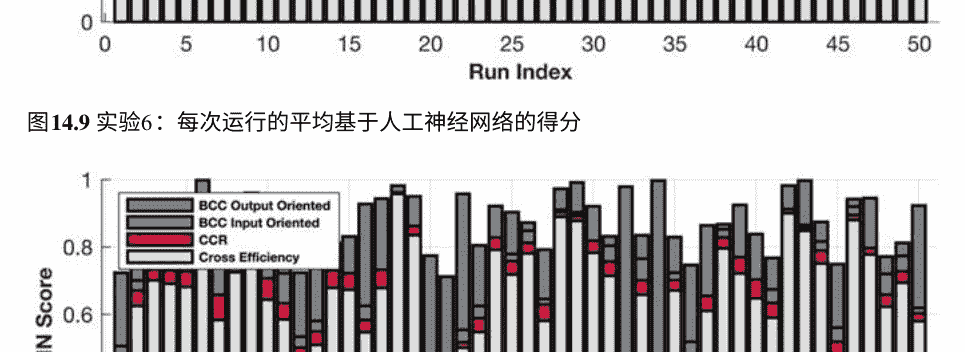 0
0 5 10 15 20 25 30 35 40 45 50
Run Index
图14.9 实验6：每次运行的平均基于人工神经网络的得分
1
BCC Output Oriented
BCC Input Oriented
CCR
Cross Efficiency
0.8
0.6
Score